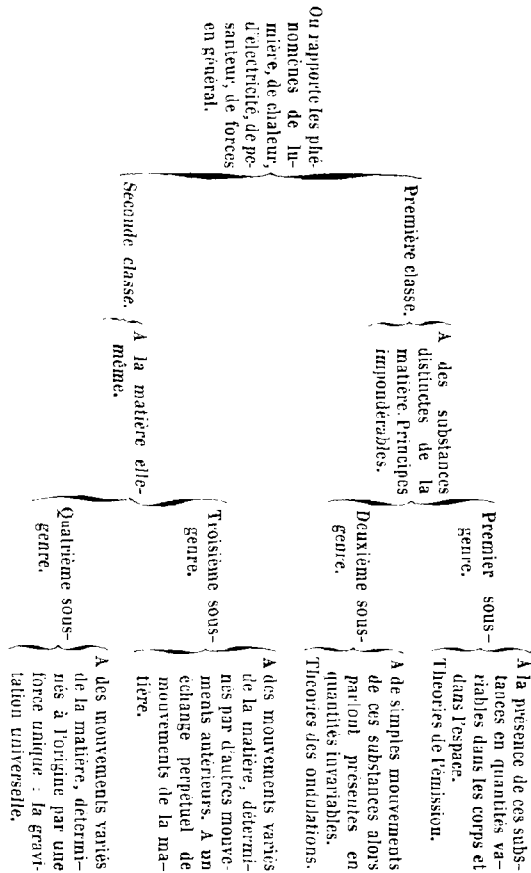 On rapporte les phé-
nomènes de lu-
mière, de chaleur,
d'électricité, de pe-
santeur, de forces
en général.
Première classe.
A des substances
distinctes de la
matière. Principes
impondérables.
Premier sous-
genre.
A la présence de ces subs-
tances en quantités va-
riables dans les corps et
dans l'espace.
Théories de l'émission.
Deuxième sous-
genre.
A de simples mouvements
de ces substances alors
partout présentes en
quantités invariables.
Théories des ondulations.
Seconde classe.
A la matière elle-
même.
Troisième sous-
genre.
A des mouvements variés
de la matière, détermi-
nés par d'autres mouve-
ments antérieurs. A un
échange perpétuel de
mouvements de la ma-
tière.
Quatrième sous-
genre.
A des mouvements variés
de la matière, détermi-
nés à l'origine par une
force unique : la gravi-
tation universelle.